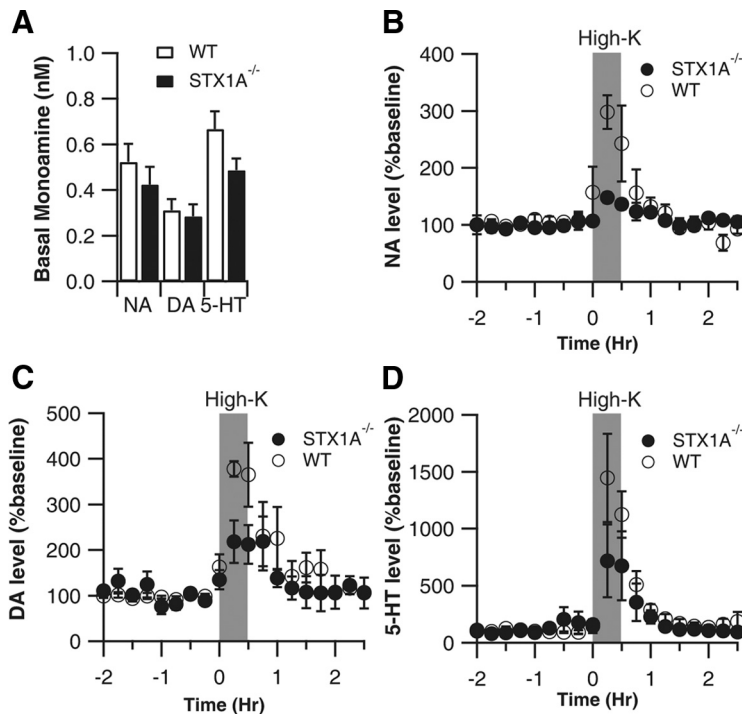 A
WT
STX1A-/-
Basal Monoamine (nM)
1.0
0.8
0.6
0.4
0.2
0.0
NA DA 5-HT
B
High-K
STX1A-/-
WT
NA level (%baseline)
400
300
200
100
0
-2 -1 0 1 2
Time (Hr)
C
High-K
STX1A-/-
WT
DA level (%baseline)
500
400
300
200
100
0
-2 -1 0 1 2
Time (Hr)
D
High-K
STX1A-/-
WT
5-HT level (%baseline)
2000
1500
1000
500
0
-2 -1 0 1 2
Time (Hr)